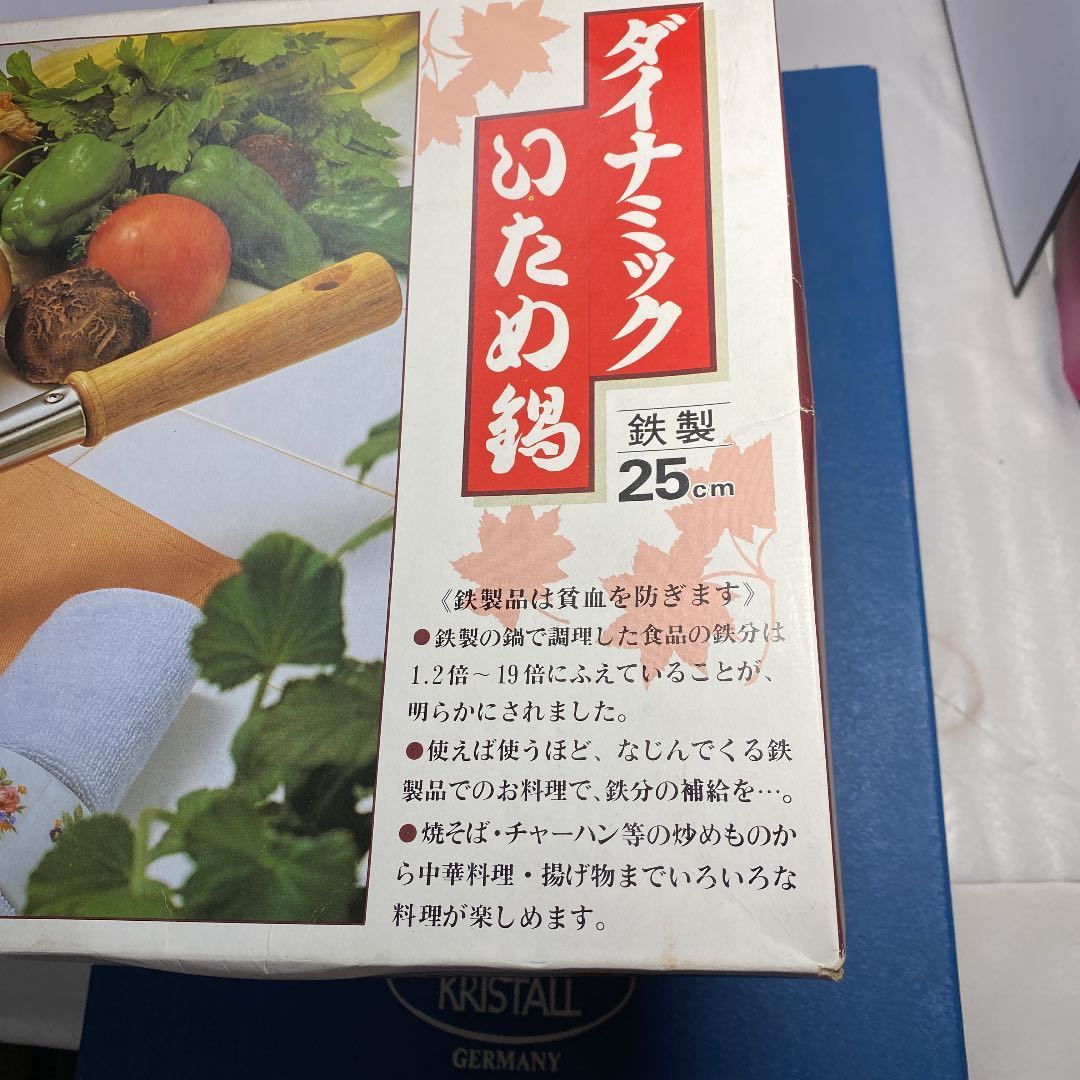 ダイナミック
いため鍋
鉄製
25cm
《鉄製品は貧血を防ぎます》
●鉄製の鍋で調理した食品の鉄分は
1.2倍～19倍にふえていることが、
明らかにされました。
●使えば使うほど、なじんでくる鉄
製品でのお料理で、鉄分の補給を…。
●焼そば・チャーハン等の炒めものか
ら中華料理・揚げ物までいろいろな
料理が楽しめます。
KRISTALL
GERMANY